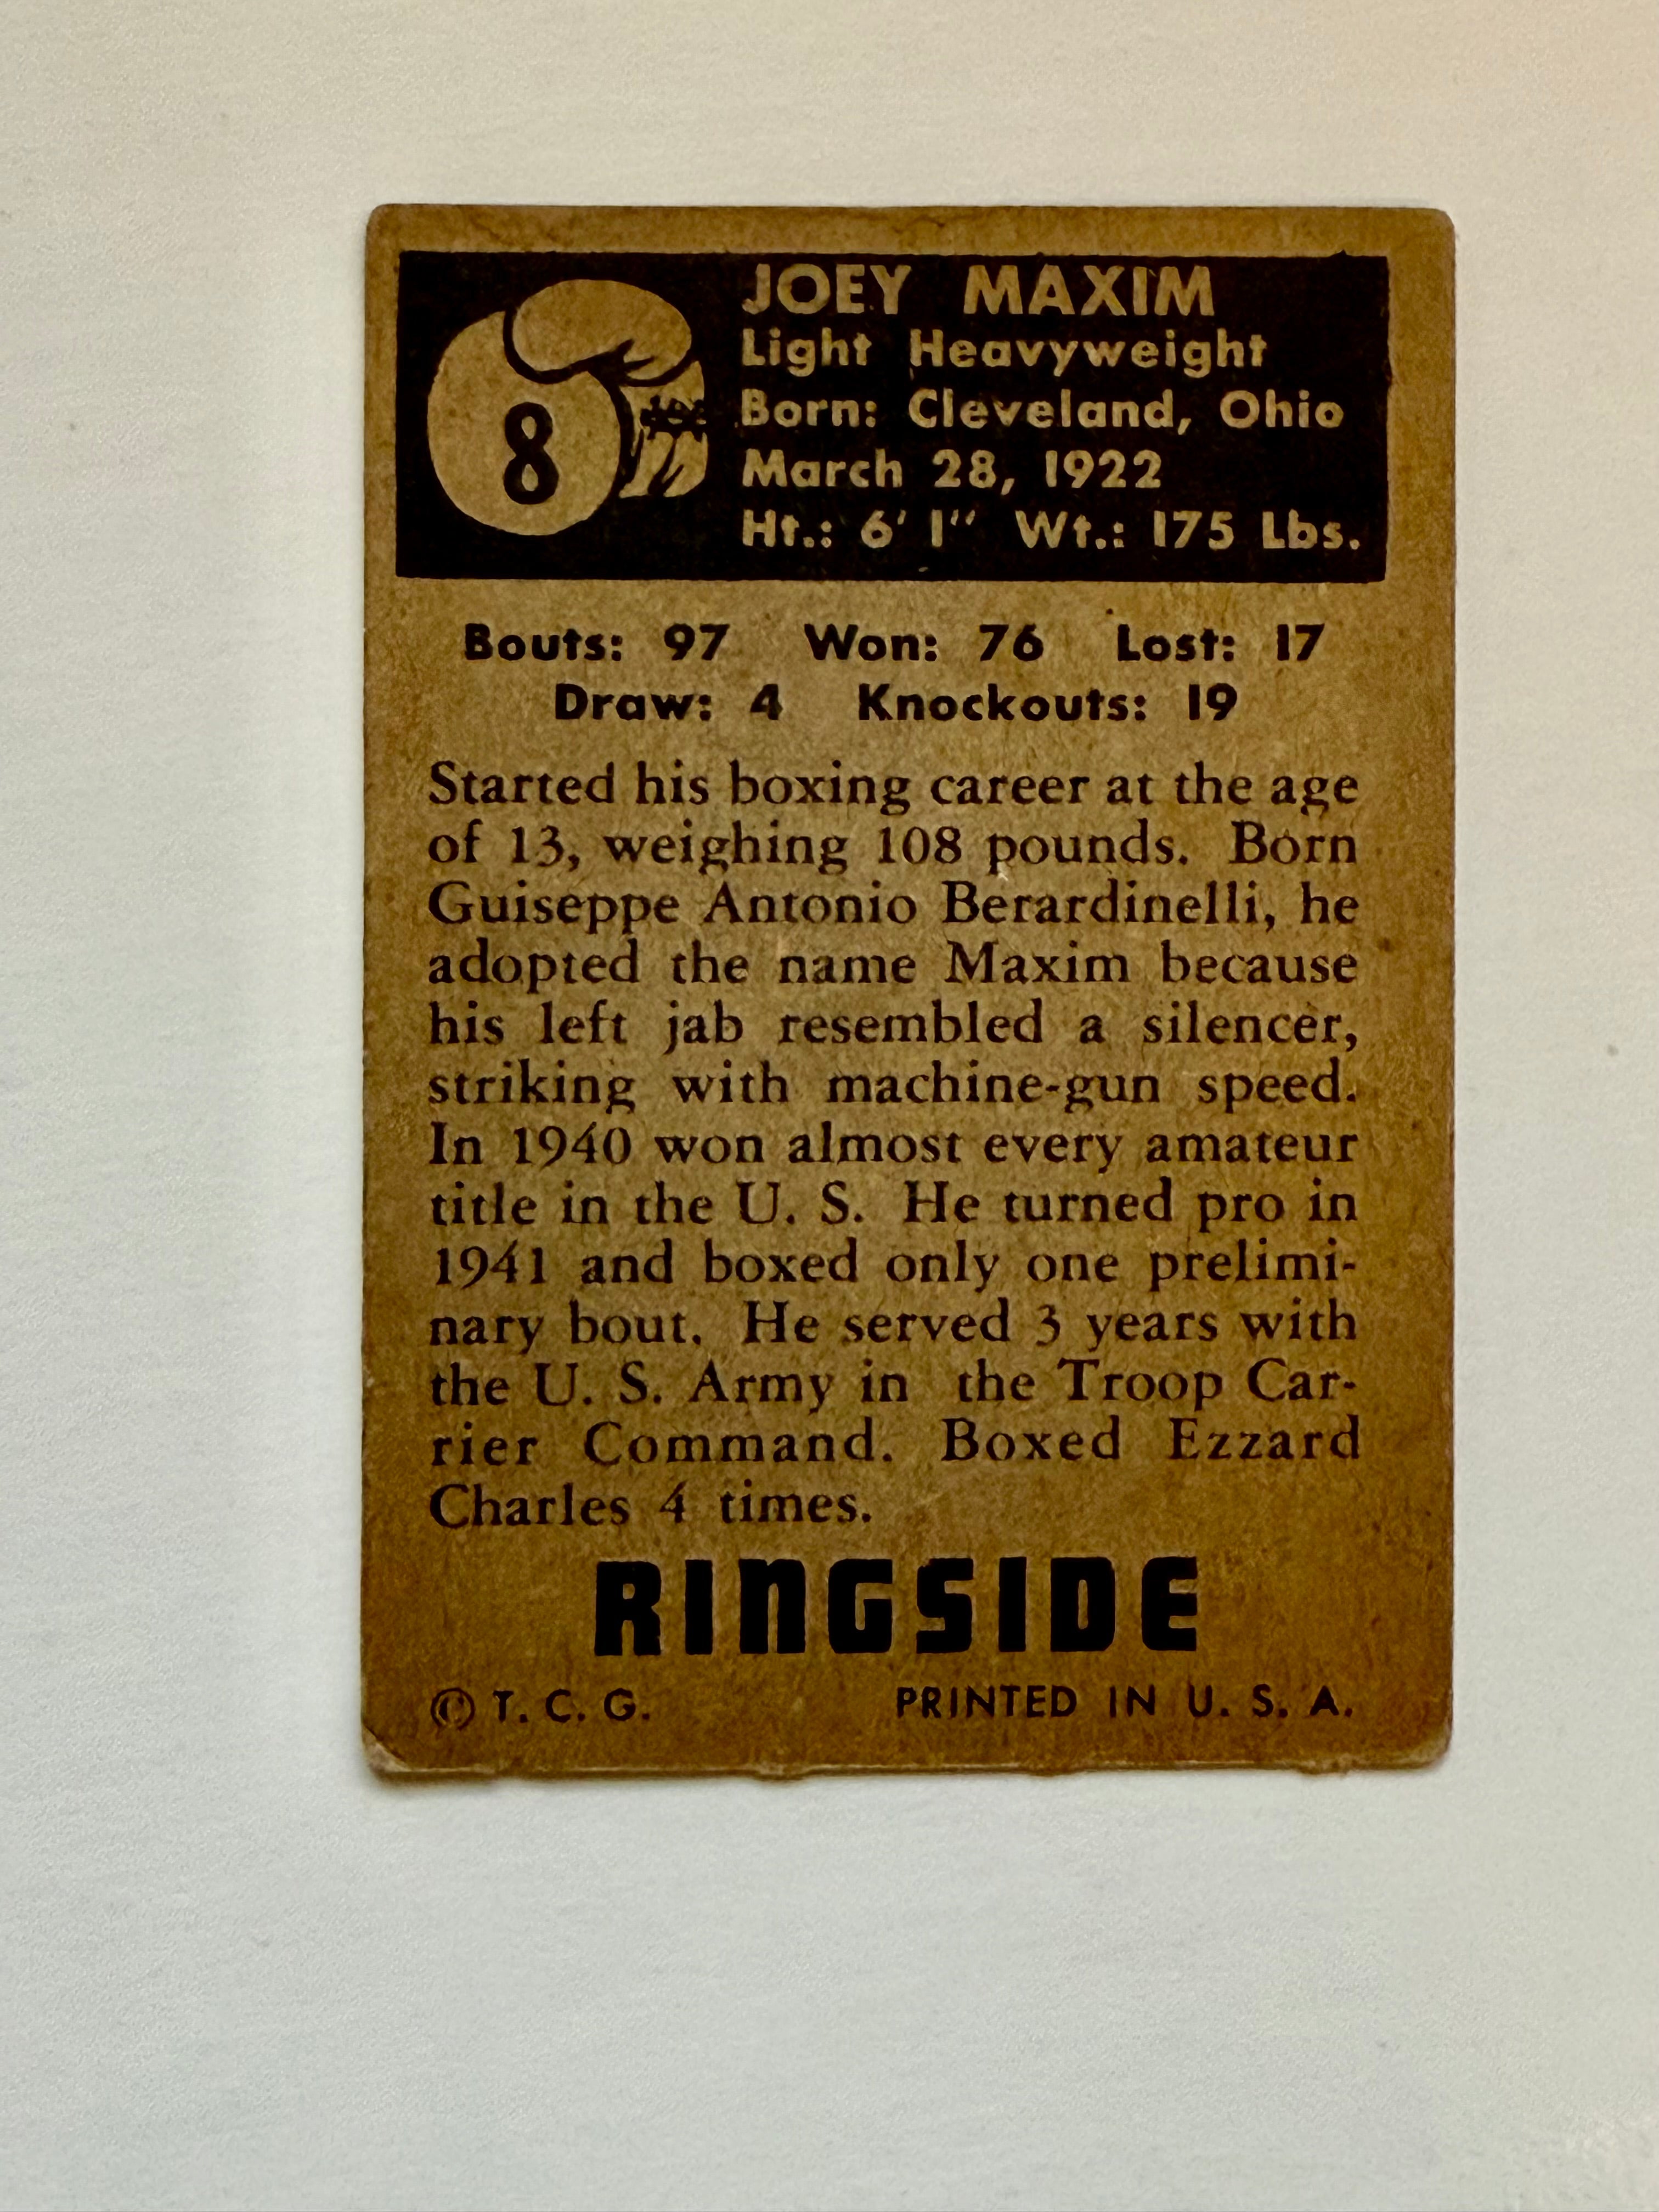 8
JOEY MAXIM
Light Heavyweight
Born: Cleveland, Ohio
March 28, 1922
Ht.: 6' 1'' Wt.: 175 Lbs.
Bouts: 97 Won: 76 Lost: 17
Draw: 4 Knockouts: 19
Started his boxing career at the age
of 13, weighing 108 pounds. Born
Guiseppe Antonio Berardinelli, he
adopted the name Maxim because
his left jab resembled a silencer,
striking with machine-gun speed.
In 1940 won almost every amateur
title in the U. S. He turned pro in
1941 and boxed only one prelimi-
nary bout. He served 3 years with
the U. S. Army in the Troop Car-
rier Command. Boxed Ezzard
Charles 4 times.
RINGSIDE
© T. C. G. PRINTED IN U. S. A.